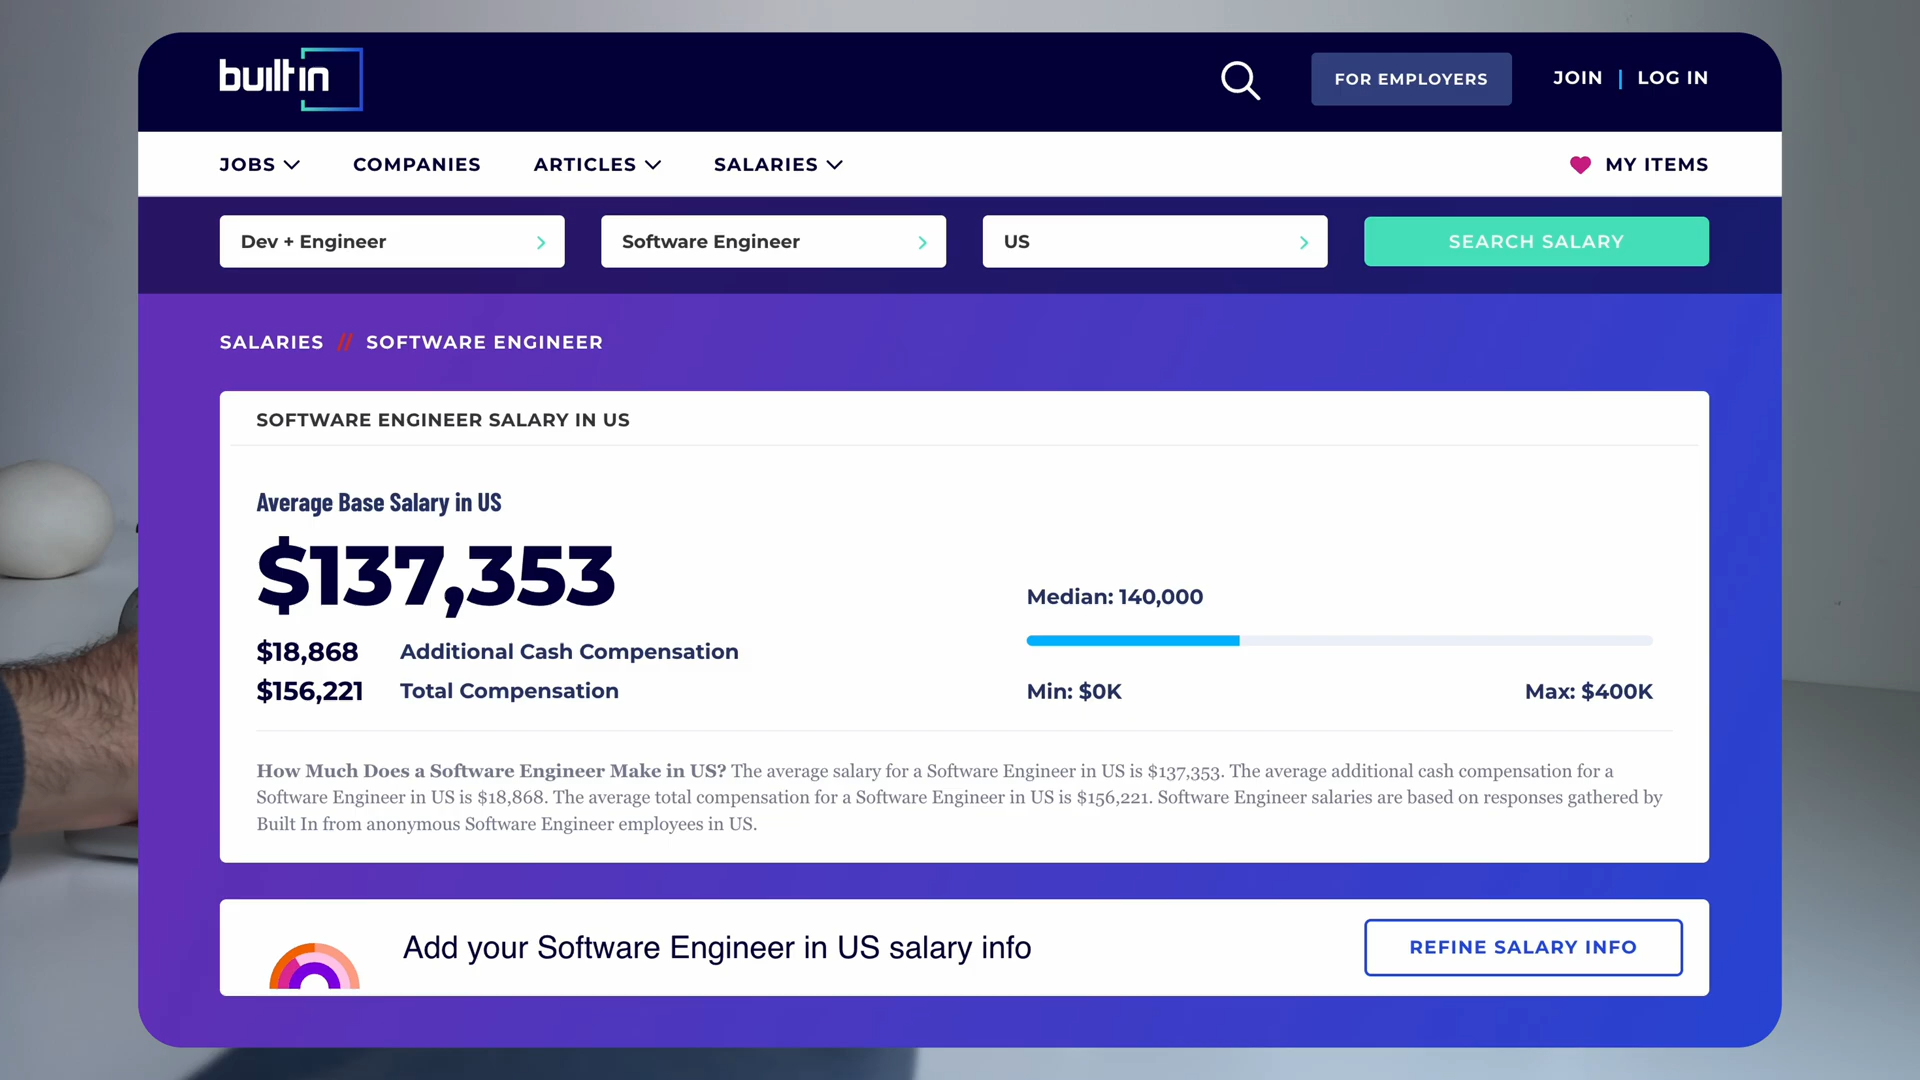 built in
FOR EMPLOYERS
JOIN | LOG IN
JOBS
COMPANIES
ARTICLES
SALARIES
MY ITEMS
Dev + Engineer
Software Engineer
US
SEARCH SALARY
SALARIES // SOFTWARE ENGINEER
SOFTWARE ENGINEER SALARY IN US
Average Base Salary in US
$137,353
$18,868 Additional Cash Compensation
$156,221 Total Compensation
Median: 140,000
Min: $0K
Max: $400K
How Much Does a Software Engineer Make in US? The average salary for a Software Engineer in US is $137,353. The average additional cash compensation for a
Software Engineer in US is $18,868. The average total compensation for a Software Engineer in US is $156,221. Software Engineer salaries are based on responses gathered by
Built In from anonymous Software Engineer employees in US.
Add your Software Engineer in US salary info
REFINE SALARY INFO